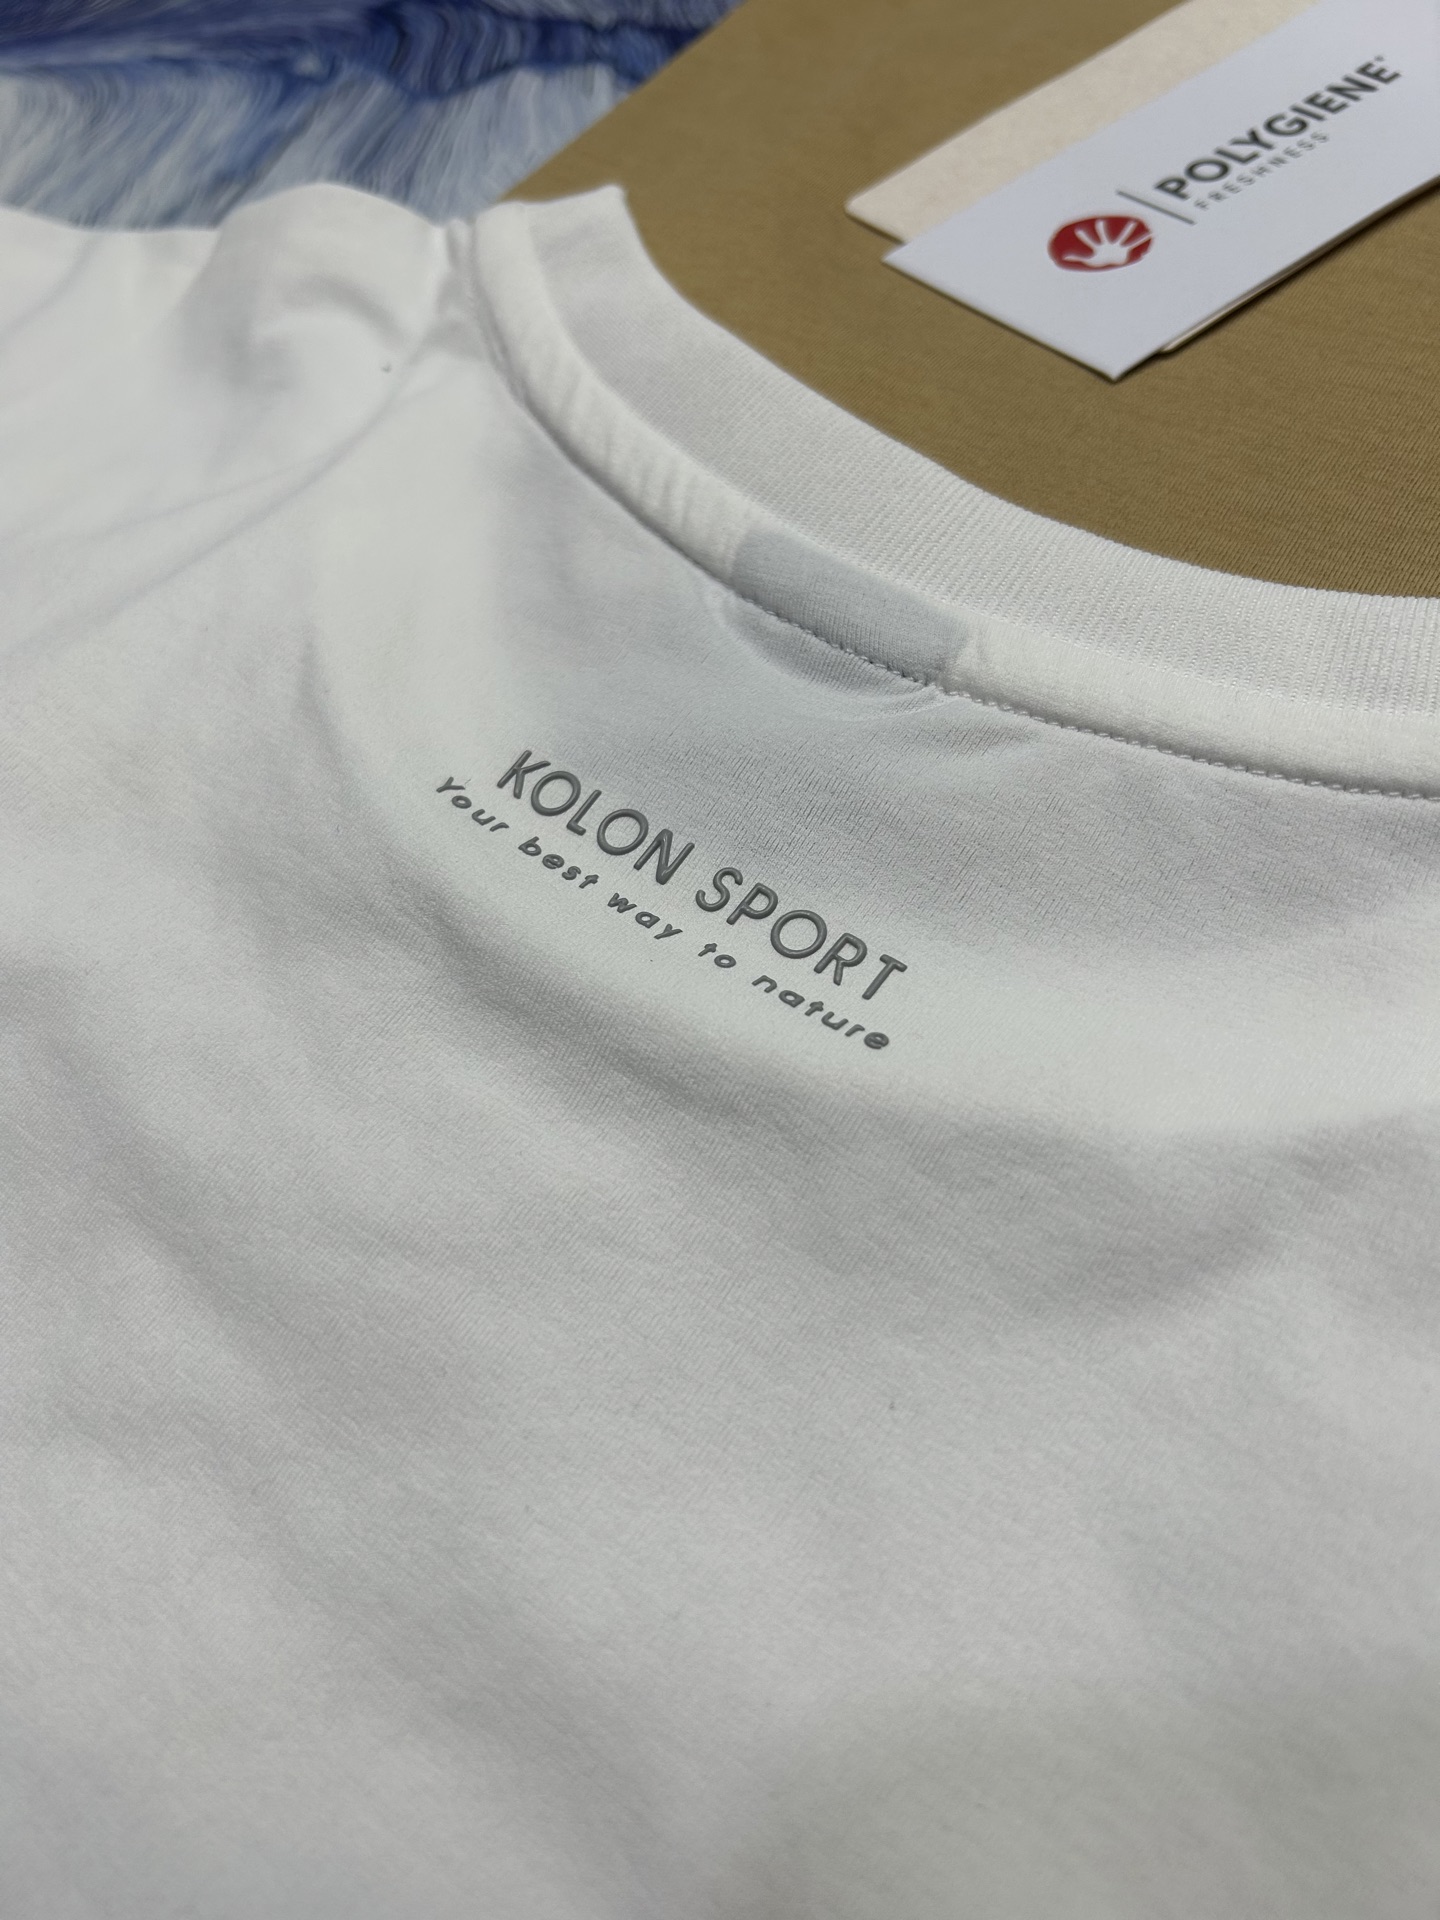 POLYGIENE®
FRESHNESS
KOLON SPORT
Your best way to nature